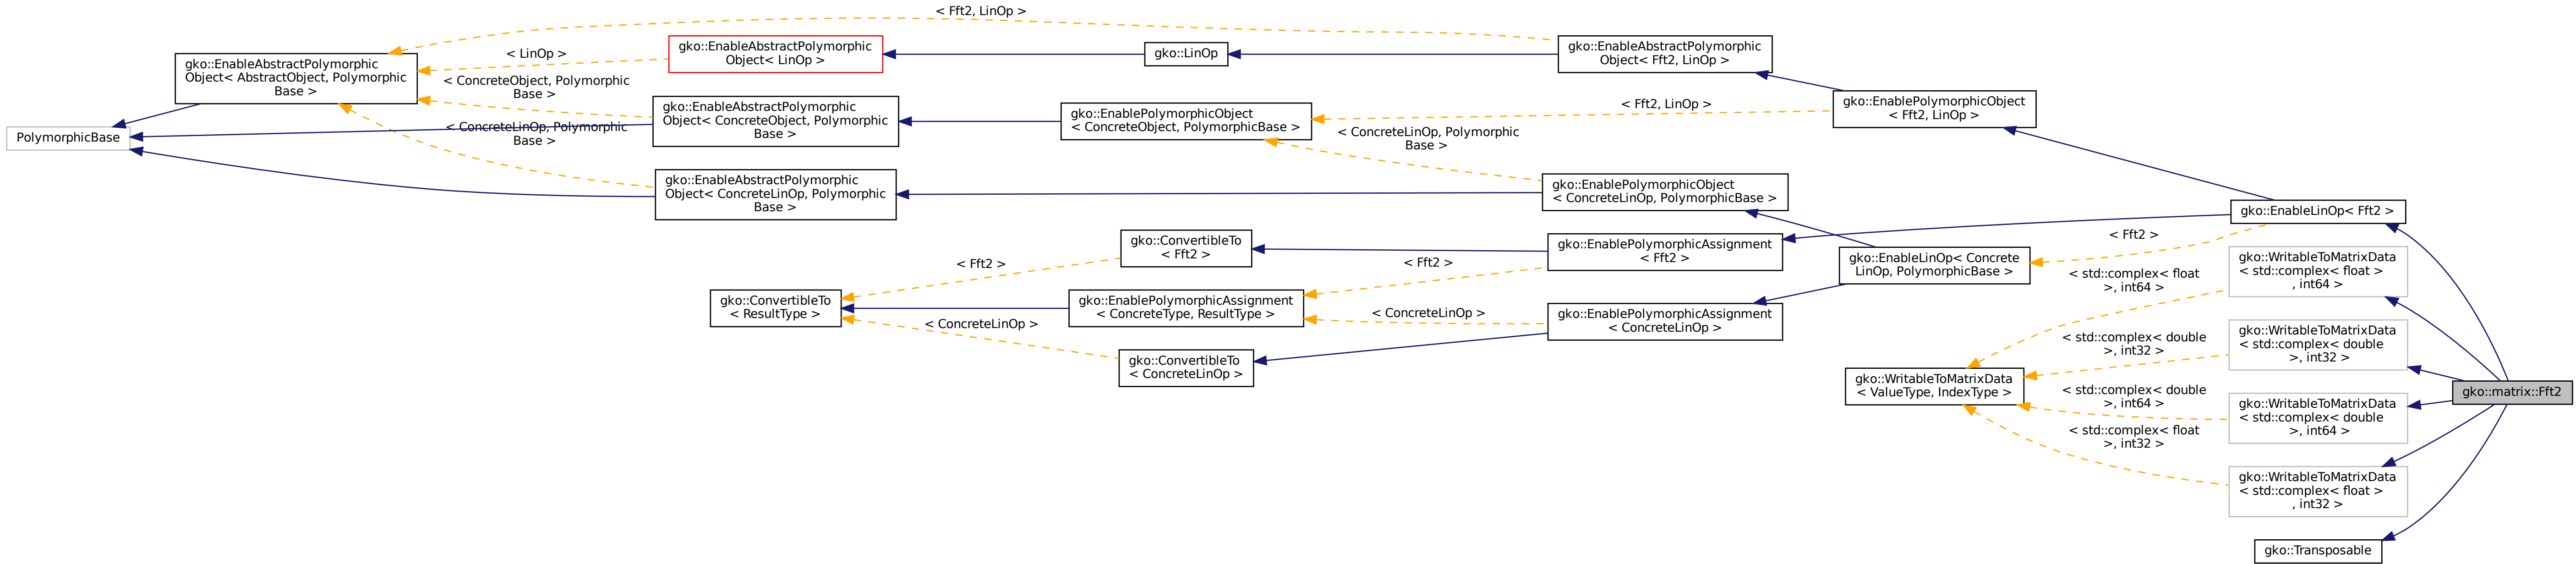 PolymorphicBase
gko::EnableAbstractPolymorphic
Object< AbstractObject, Polymorphic
Base >
< Fft2, LinOp >
< LinOp >
< ConcreteObject, Polymorphic
Base >
< ConcreteLinOp, Polymorphic
Base >
gko::EnableAbstractPolymorphic
Object< LinOp >
gko::EnableAbstractPolymorphic
Object< ConcreteObject, Polymorphic
Base >
gko::EnableAbstractPolymorphic
Object< ConcreteLinOp, Polymorphic
Base >
gko::ConvertibleTo
< ResultType >
< Fft2 >
< ConcreteLinOp >
gko::LinOp
gko::EnablePolymorphicObject
< ConcreteObject, PolymorphicBase >
gko::ConvertibleTo
< Fft2 >
gko::EnablePolymorphicAssignment
< ConcreteType, ResultType >
gko::ConvertibleTo
< ConcreteLinOp >
< ConcreteLinOp, Polymorphic
Base >
< Fft2 >
< ConcreteLinOp >
gko::EnableAbstractPolymorphic
Object< Fft2, LinOp >
< Fft2, LinOp >
gko::EnablePolymorphicObject
< ConcreteLinOp, PolymorphicBase >
gko::EnablePolymorphicAssignment
< Fft2 >
gko::EnablePolymorphicAssignment
< ConcreteLinOp >
gko::EnablePolymorphicObject
< Fft2, LinOp >
gko::EnableLinOp< Concrete
LinOp, PolymorphicBase >
gko::WritableToMatrixData
< ValueType, IndexType >
< Fft2 >
< std::complex< float
>, int64 >
< std::complex< double
>, int32 >
< std::complex< double
>, int64 >
< std::complex< float
>, int32 >
gko::EnableLinOp< Fft2 >
gko::WritableToMatrixData
< std::complex< float >
, int64 >
gko::WritableToMatrixData
< std::complex< double
>, int32 >
gko::WritableToMatrixData
< std::complex< double
>, int64 >
gko::WritableToMatrixData
< std::complex< float >
, int32 >
gko::Transposable
gko::matrix::Fft2